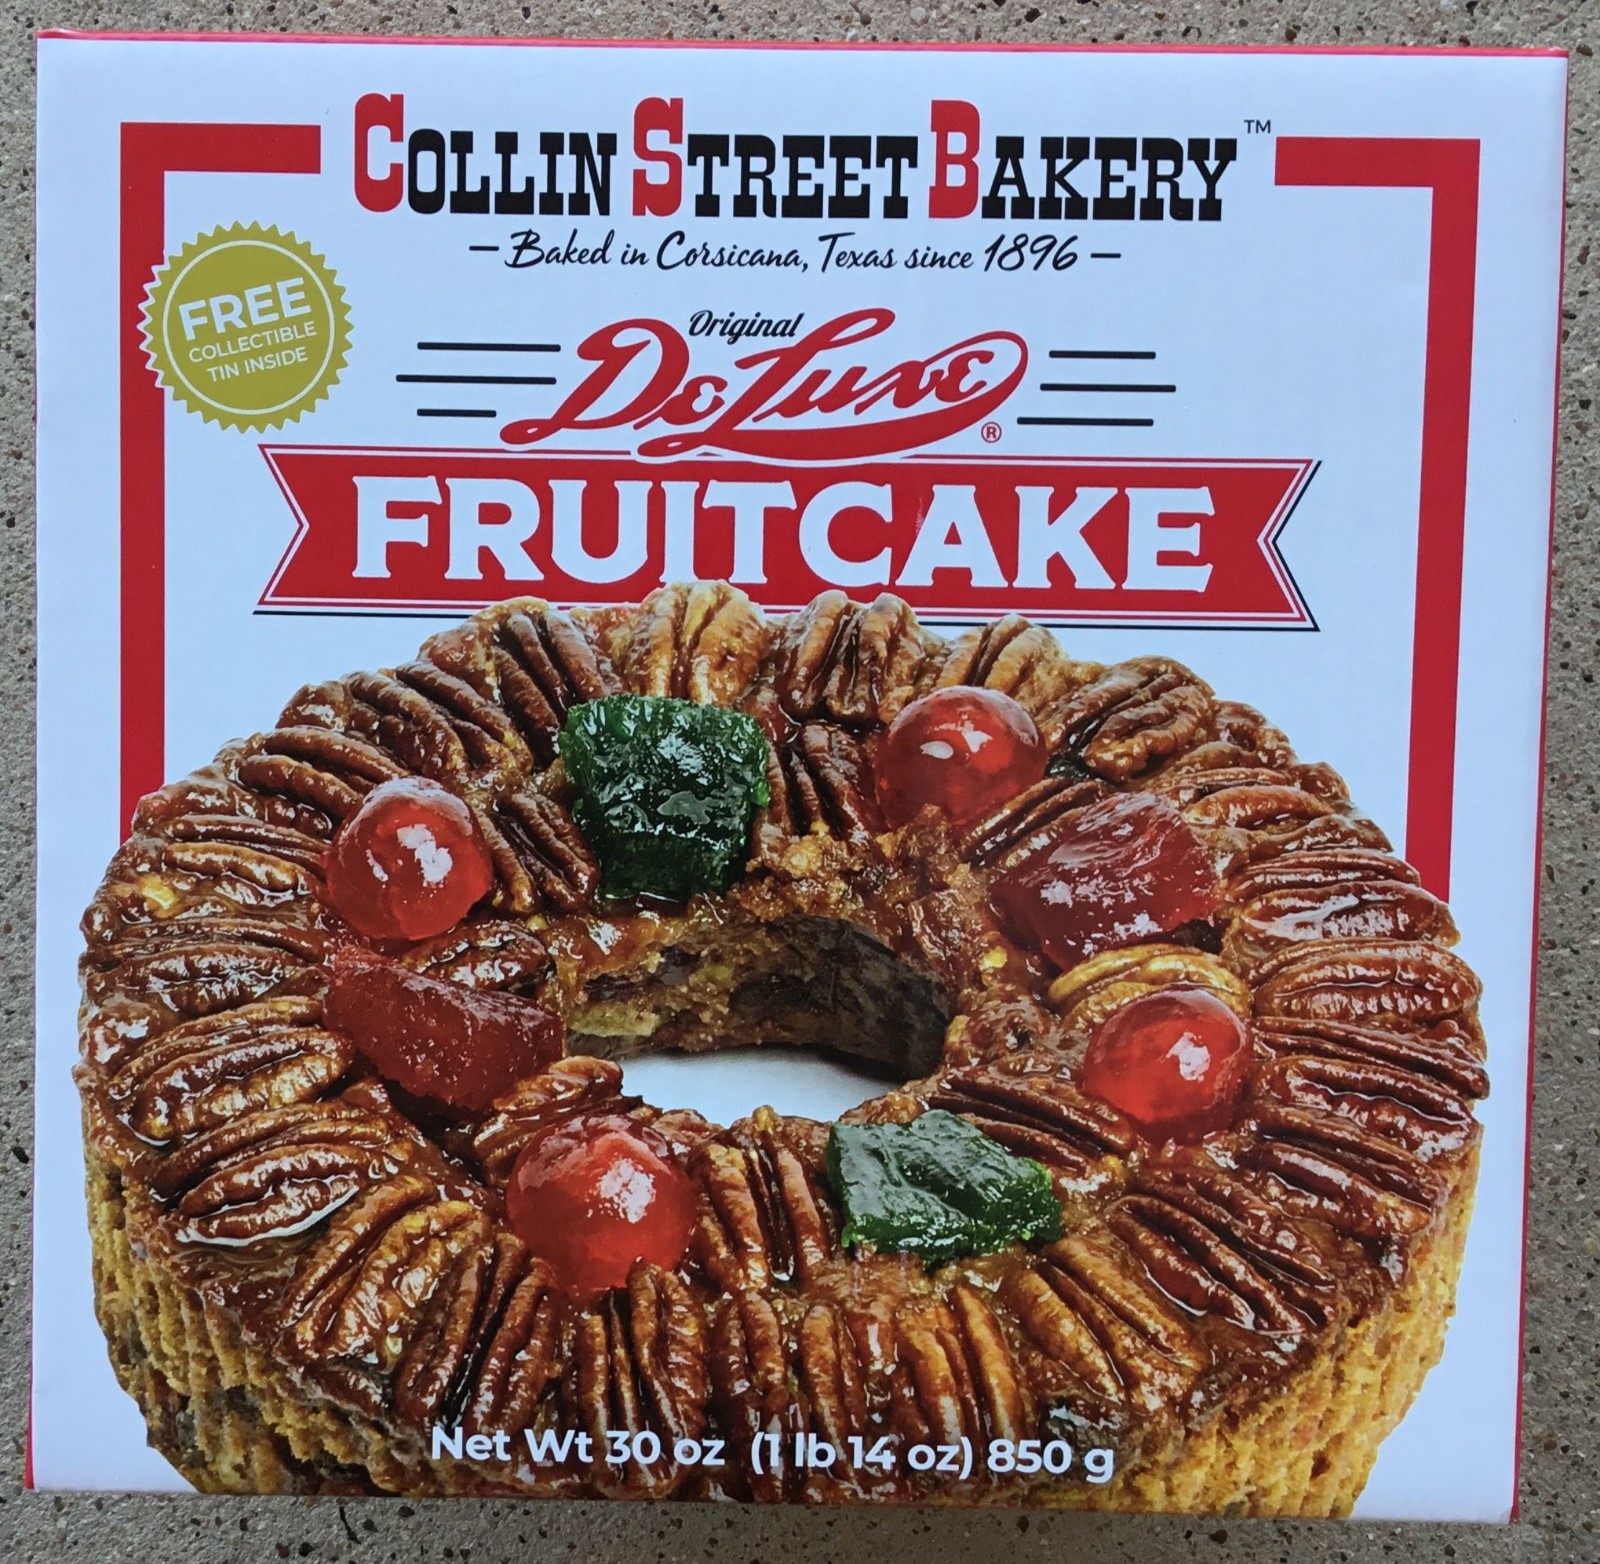 COLLIN STREET BAKERY™
– Baked in Corsicana, Texas since 1896 –
FREE
COLLECTIBLE
TIN INSIDE
Original
DeLuxe®
FRUITCAKE
Net Wt 30 oz (1 lb 14 oz) 850 g